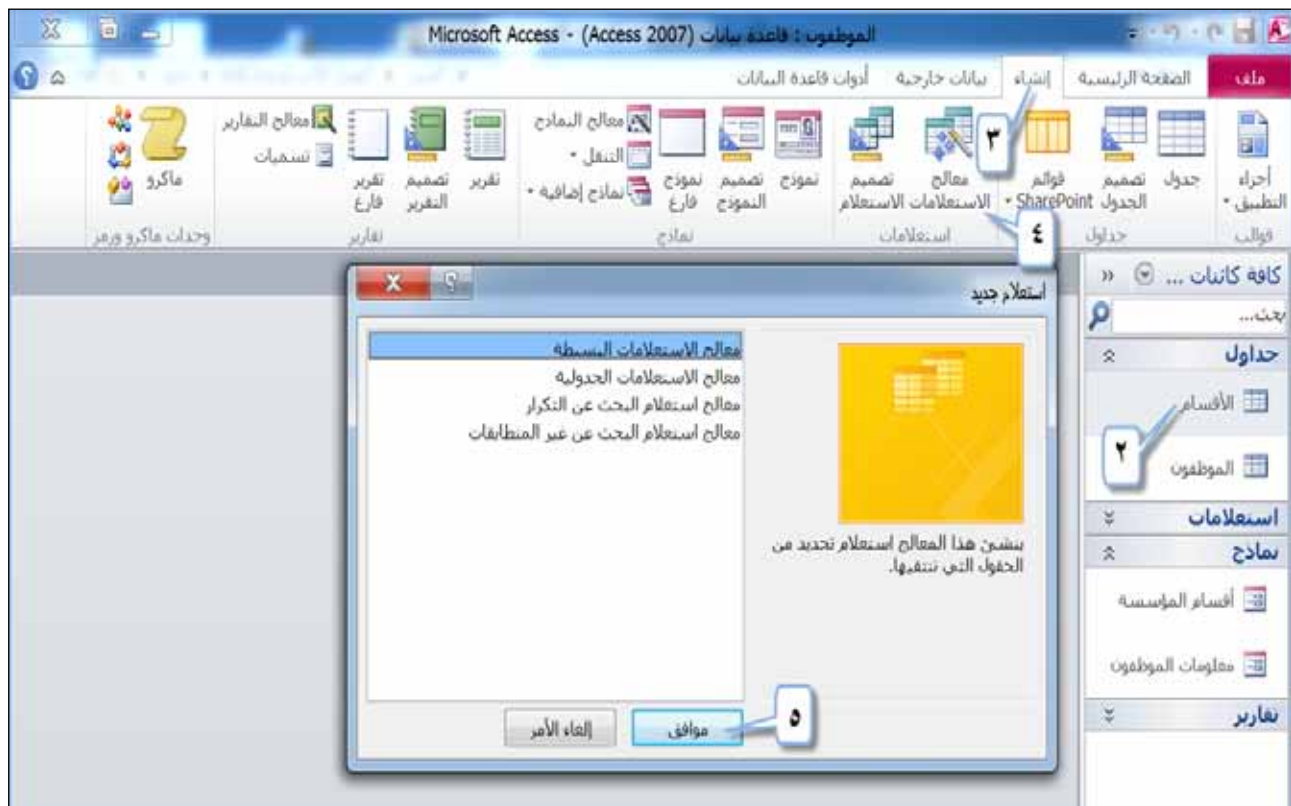 الموظفون : قاعدة بيانات (Access 2007) - Microsoft Access
ملف
الصفحة الرئيسية
إنشاء
بيانات خارجية
أدوات قاعدة البيانات
٣
أجزاء التطبيق
جدول
تصميم الجدول
قوائم SharePoint
معالج الاستعلامات
تصميم الاستعلام
نموذج
تصميم النموذج
نموذج فارغ
معالج النماذج
التنقل
نماذج إضافية
تقرير
تصميم التقرير
تقرير فارغ
معالج التقارير
تسميات
ماكرو
قوالب
جداول
استعلامات
نماذج
تقارير
وحدات ماكرو ورمز
٤
كافة كائنات ...
بحث...
جداول
الأقسام
٢
الموظفون
استعلامات
نماذج
أقسام المؤسسة
معلومات الموظفون
تقارير
استعلام جديد
ينشئ هذا المعالج استعلام تحديد من
الحقول التي تنتقيها.
معالج الاستعلامات البسيطة
معالج الاستعلامات الجدولية
معالج استعلام البحث عن التكرار
معالج استعلام البحث عن غير المتطابقات
موافق
إلغاء الأمر
٥